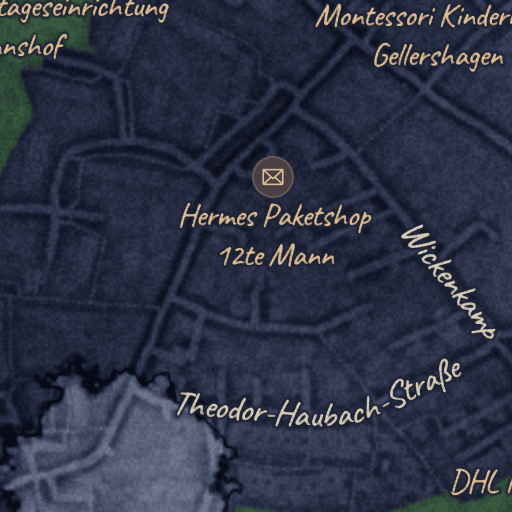 tageseinrichtung
Montessori Kinder
Gellershagen
nshof
Hermes Paketshop
12te Mann
Wickenkamp
Theodor-Haubach-Straße
DHL